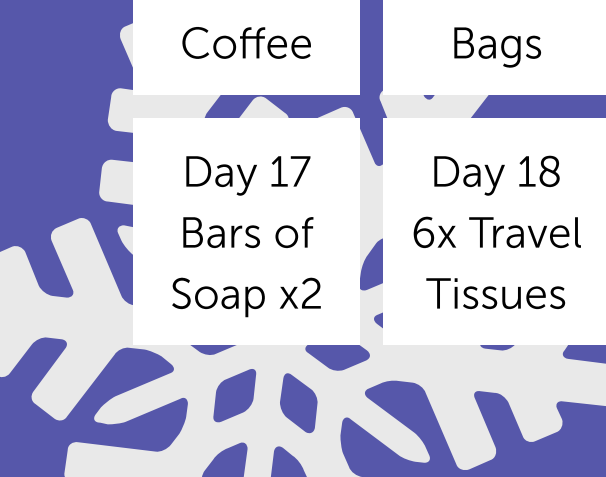 Coffee
Bags
Day 17
Bars of
Soap x2
Day 18
6x Travel
Tissues